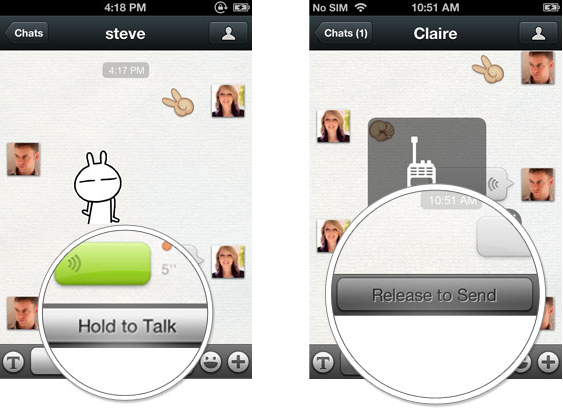 4:18 PM
Chats
steve
4:17 PM
5''
Hold to Talk
T
No SIM
10:51 AM
Chats (1)
Claire
10:51 AM
Release to Send
T